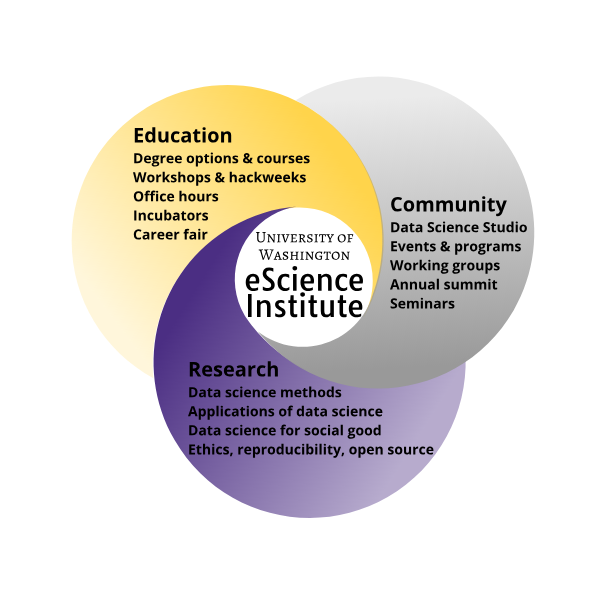 Education
Degree options & courses
Workshops & hackweeks
Office hours
Incubators
Career fair
Community
Data Science Studio
Events & programs
Working groups
Annual summit
Seminars
University of
Washington
eScience
Institute
Research
Data science methods
Applications of data science
Data science for social good
Ethics, reproducibility, open source